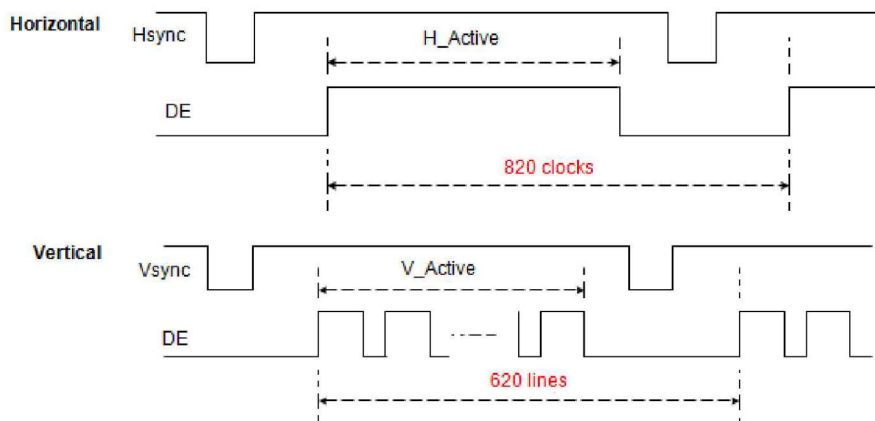 Horizontal
Hsync
H_Active
DE
820 clocks
Vertical
Vsync
V_Active
DE
620 lines